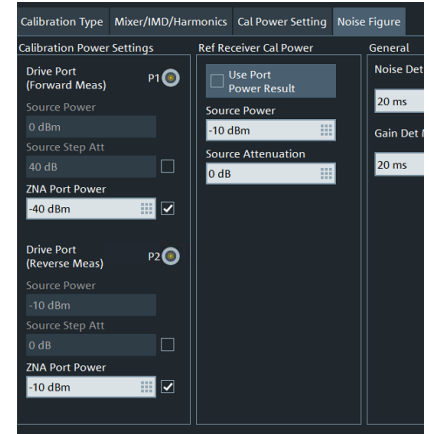 Calibration Type Mixer/IMD/Harmonics Cal Power Setting Noise Figure
Calibration Power Settings
Drive Port
(Forward Meas)
P1
Source Power
0 dBm
Source Step Att
40 dB
ZNA Port Power
-40 dBm
Drive Port
(Reverse Meas)
P2
Source Power
-10 dBm
Source Step Att
0 dB
ZNA Port Power
-10 dBm
Ref Receiver Cal Power
Use Port
Power Result
Source Power
-10 dBm
Source Attenuation
0 dB
General
Noise Det
20 ms
Gain Det
20 ms